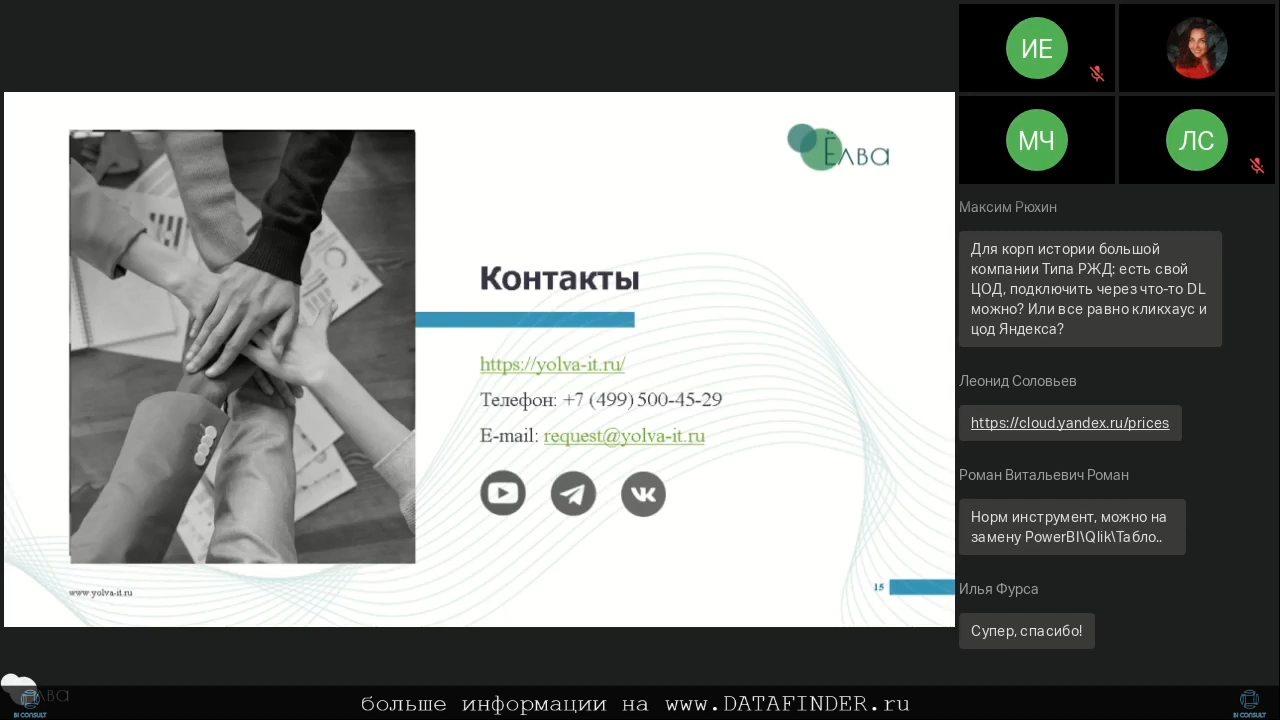 Ёлва
Контакты
https://yolva-it.ru/
Телефон: +7 (499) 500-45-29
E-mail: request@yolva-it.ru
www.yolva-it.ru
15
ИЕ
МЧ
ЛС
Максим Рюхин
Для корп истории большой
компании Типа РЖД: есть свой
ЦОД, подключить через что-то DL
можно? Или все равно кликхаус и
цод Яндекса?
Леонид Соловьев
https://cloud.yandex.ru/prices
Роман Витальевич Роман
Норм инструмент, можно на
замену PowerBI\Qlik\Табло..
Илья Фурса
Супер, спасибо!
BI CONSULT
больше информации на www.DATAFINDER.ru
BI CONSULT